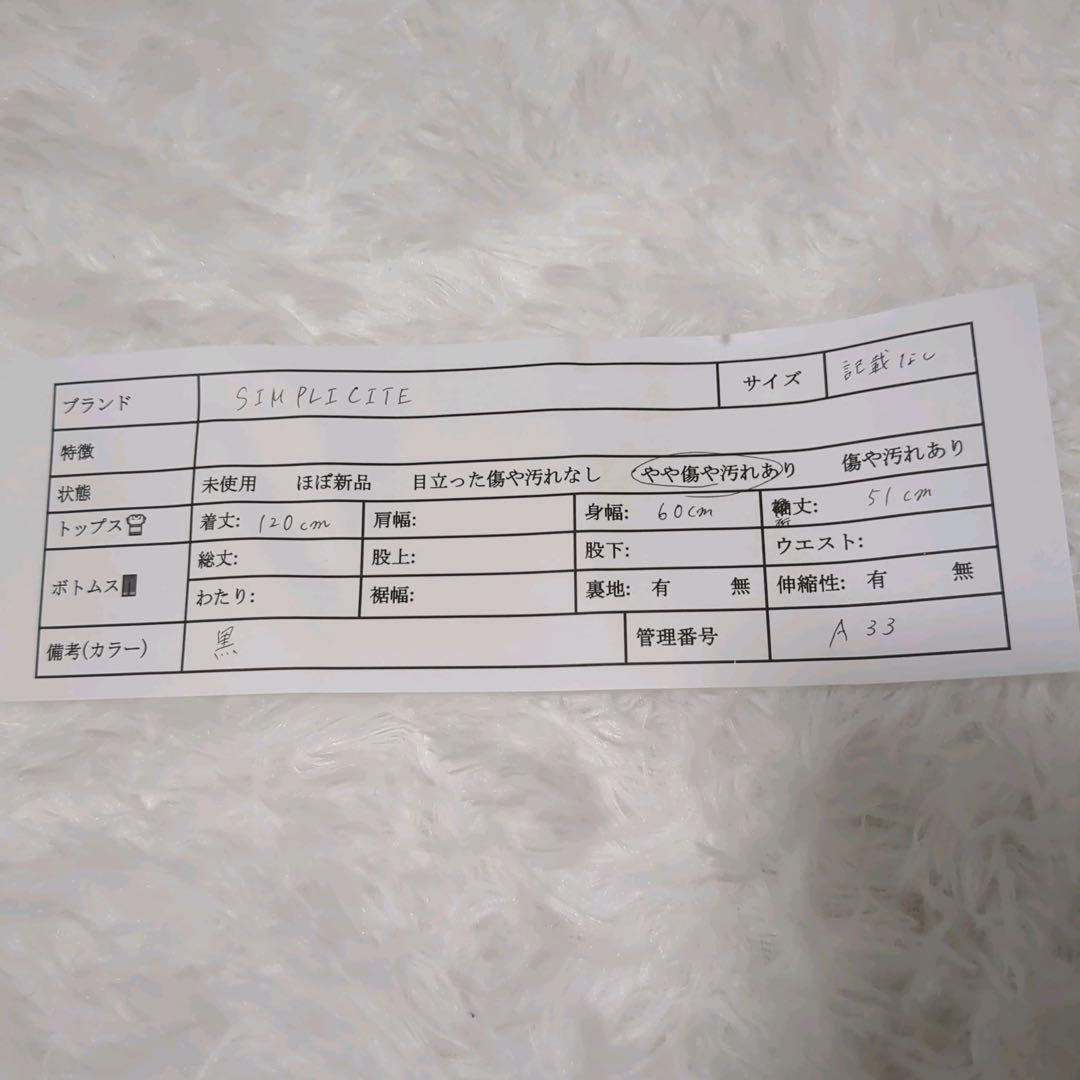 ブランド SIMPLICITE サイズ 記載なし
特徴
状態 未使用 ほぼ新品 目立った傷や汚れなし やや傷や汚れあり 傷や汚れあり
トップス 着丈: 120cm 肩幅: 身幅: 60cm 袖丈: 51cm
ボトムス 総丈: 股上: 股下: ウエスト:
わたり: 裾幅: 裏地: 有 無 伸縮性: 有 無
備考(カラー) 黒 管理番号 A 33